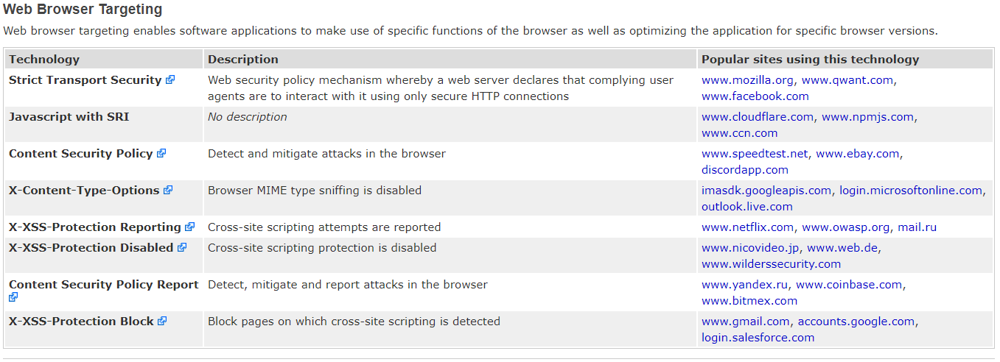 Web Browser Targeting
Web browser targeting enables software applications to make use of specific functions of the browser as well as optimizing the application for specific browser versions.
Technology Description Popular sites using this technology
Strict Transport Security Web security policy mechanism whereby a web server declares that complying user www.mozilla.org, www.qwant.com,
agents are to interact with it using only secure HTTP connections www.facebook.com
Javascript with SRI No description www.cloudflare.com, www.npmjs.com,
www.ccn.com
Content Security Policy Detect and mitigate attacks in the browser www.speedtest.net, www.ebay.com,
discordapp.com
X-Content-Type-Options Browser MIME type sniffing is disabled imasdk.googleapis.com, login.microsoftonline.com,
outlook.live.com
X-XSS-Protection Reporting Cross-site scripting attempts are reported www.netflix.com, www.owasp.org, mail.ru
X-XSS-Protection Disabled Cross-site scripting protection is disabled www.nicovideo.jp, www.web.de,
www.wilderssecurity.com
Content Security Policy Report Detect, mitigate and report attacks in the browser www.yandex.ru, www.coinbase.com,
www.bitmex.com
X-XSS-Protection Block Block pages on which cross-site scripting is detected www.gmail.com, accounts.google.com,
login.salesforce.com